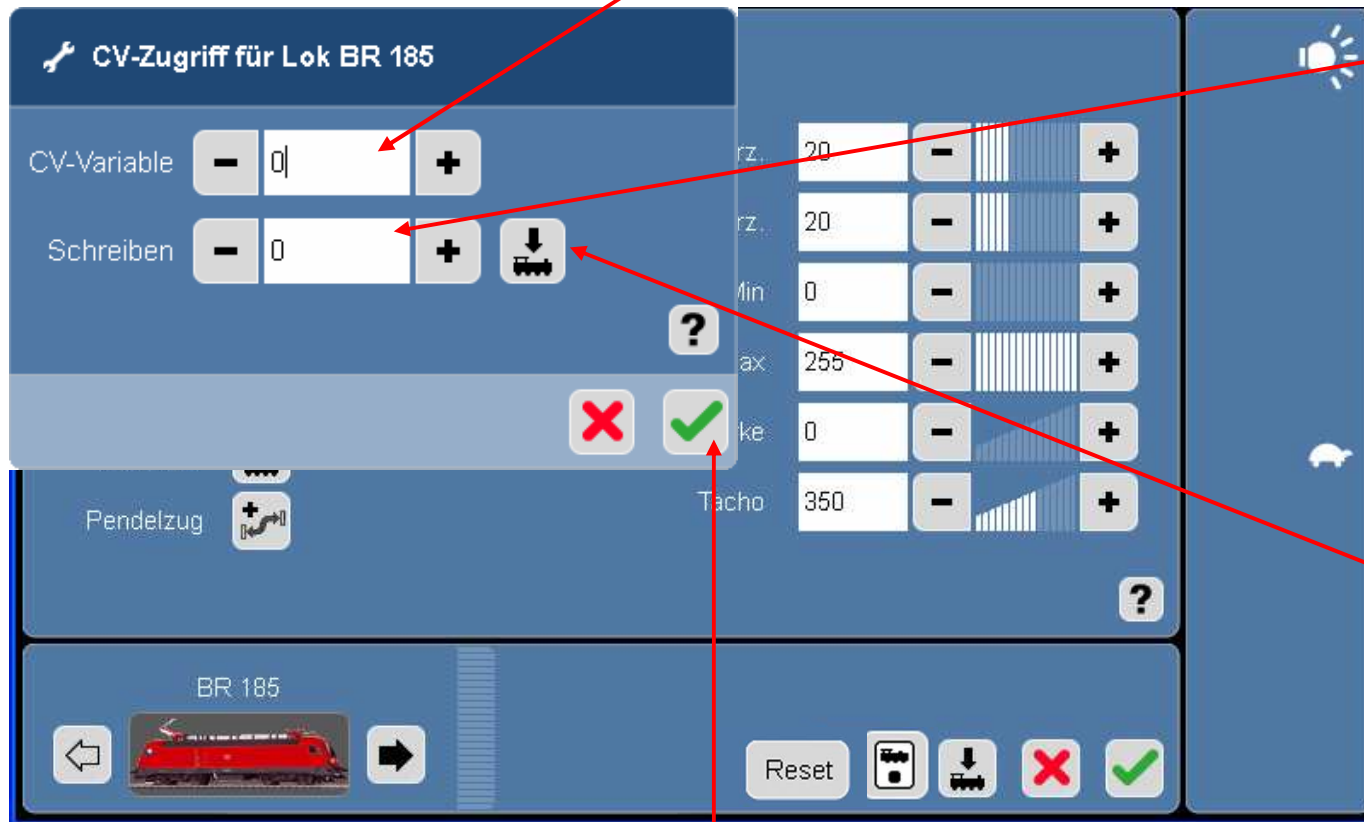 CV-Zugriff für Lok BR 185
CV-Variable
0
Schreiben
0
?
rz.
20
rz.
20
Min
0
ax
255
ke
0
Tacho
350
Pendelzug
?
BR 185
Reset